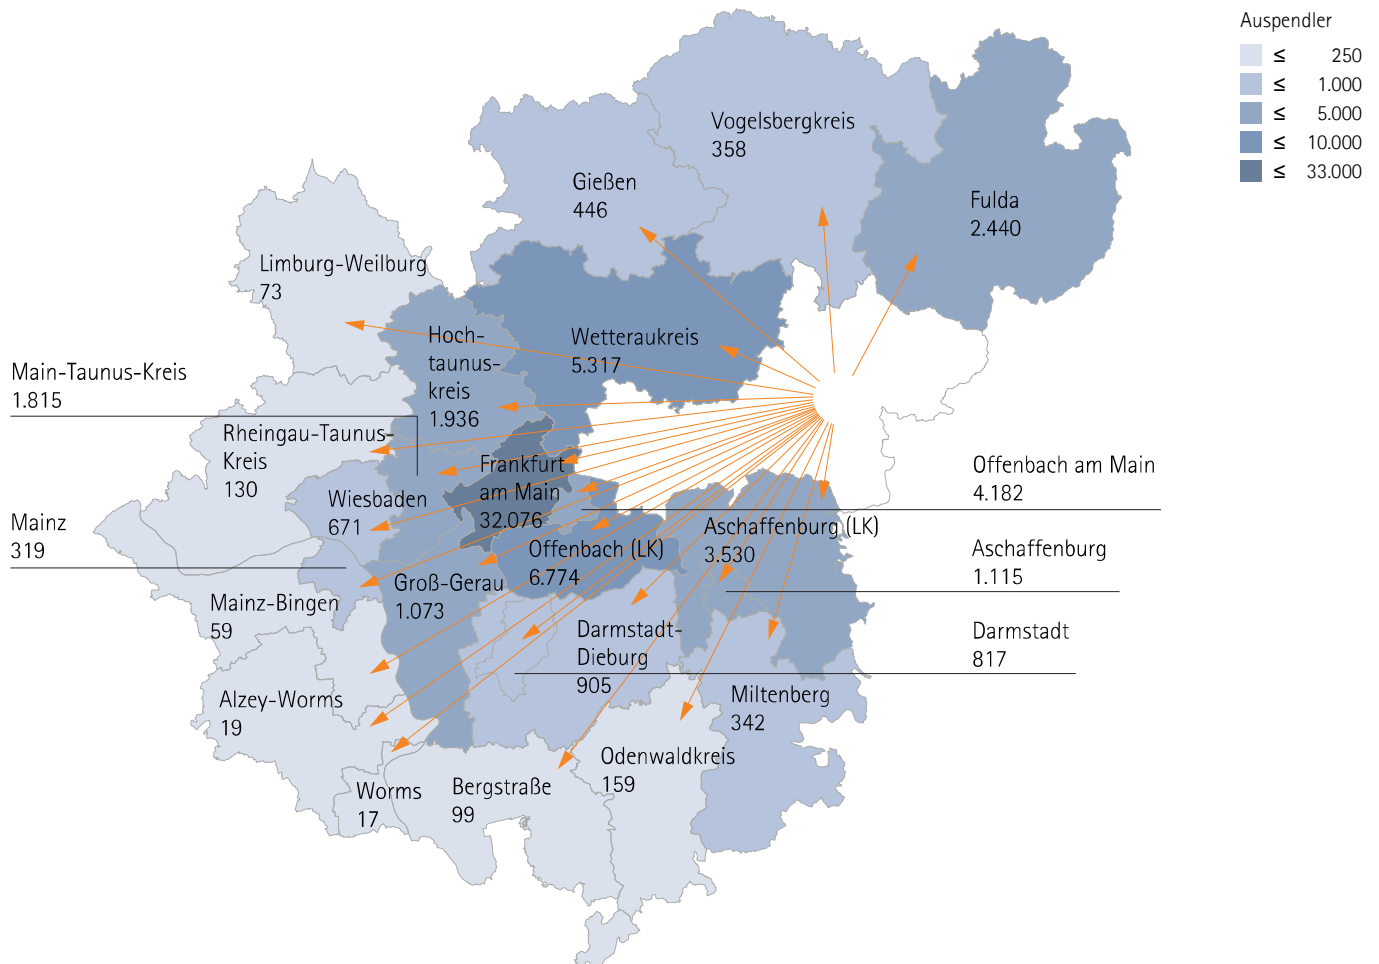 Auspendler
≤ 250
≤ 1.000
≤ 5.000
≤ 10.000
≤ 33.000
Vogelsbergkreis
358
Gießen
446
Fulda
2.440
Limburg-Weilburg
73
Hoch-
taunus-
kreis
1.936
Wetteraukreis
5.317
Main-Taunus-Kreis
1.815
Rheingau-Taunus-
Kreis
130
Wiesbaden
671
Frankfurt
am Main
32.076
Offenbach am Main
4.182
Mainz
319
Aschaffenburg (LK)
3.530
Offenbach (LK)
6.774
Aschaffenburg
1.115
Groß-Gerau
1.073
Mainz-Bingen
59
Darmstadt-
Dieburg
905
Darmstadt
817
Alzey-Worms
19
Miltenberg
342
Odenwaldkreis
159
Worms
17
Bergstraße
99